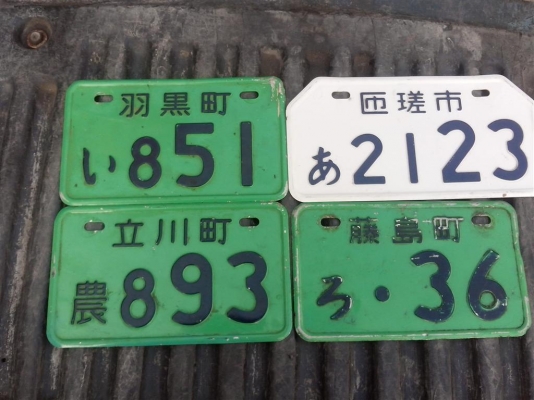 羽黒町
い851
匝瑳市
あ2123
立川町
農893
藤島町
ろ・36